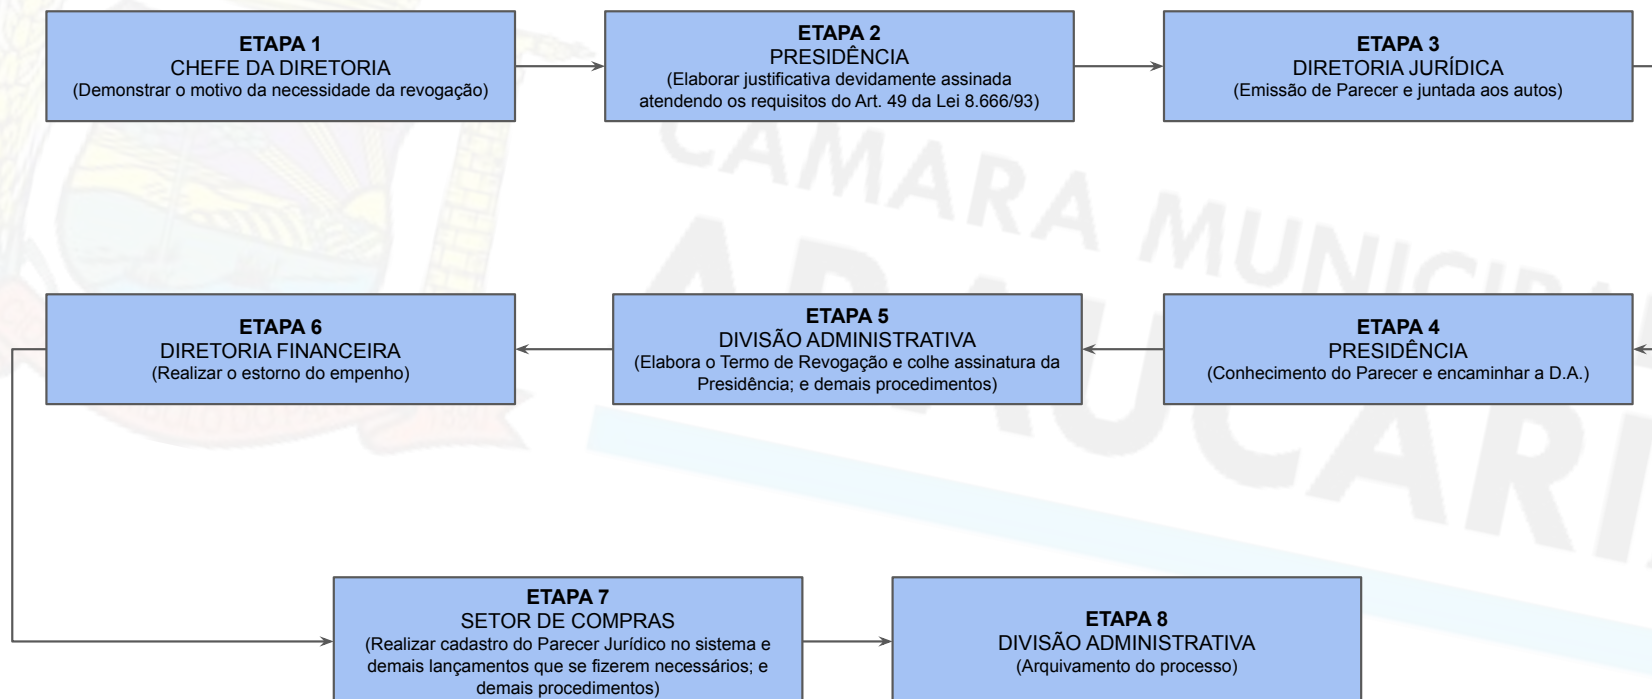 ETAPA 1
CHEFE DA DIRETORIA
(Demonstrar o motivo da necessidade da revogação)
ETAPA 2
PRESIDÊNCIA
(Elaborar justificativa devidamente assinada
atendendo os requisitos do Art. 49 da Lei 8.666/93)
ETAPA 3
DIRETORIA JURÍDICA
(Emissão de Parecer e juntada aos autos)
CÂMARA MUNICIPA
ARAUCÁRI
ETAPA 4
PRESIDÊNCIA
(Conhecimento do Parecer e encaminhar a D.A.)
ETAPA 5
DIVISÃO ADMINISTRATIVA
(Elabora o Termo de Revogação e colhe assinatura da
Presidência; e demais procedimentos)
ETAPA 6
DIRETORIA FINANCEIRA
(Realizar o estorno do empenho)
ETAPA 7
SETOR DE COMPRAS
(Realizar cadastro do Parecer Jurídico no sistema e
demais lançamentos que se fizerem necessários; e
demais procedimentos)
ETAPA 8
DIVISÃO ADMINISTRATIVA
(Arquivamento do processo)